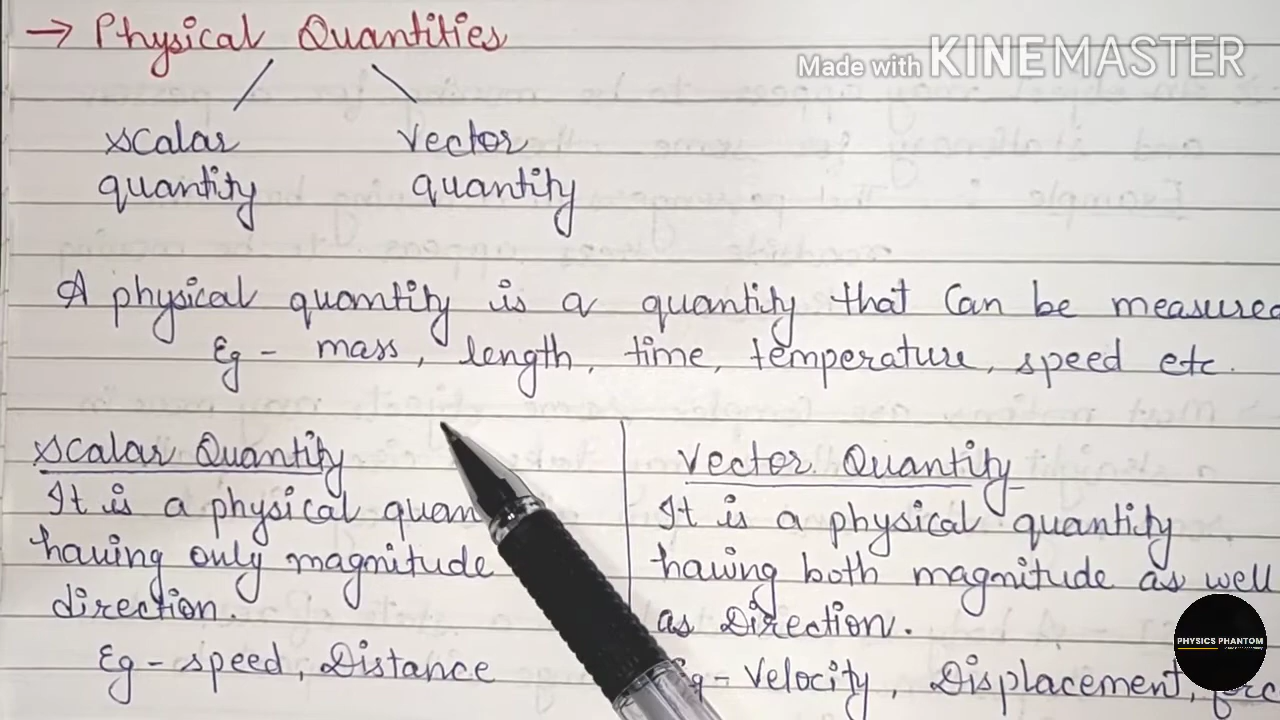 → Physical Quantities
Made with KINEMASTER
scalar quantity
Vector quantity
A physical quantity is a quantity that can be measured
Eg - mass, length, time, temperature, speed etc.
Scalar Quantity
It is a physical quan
having only magnitude
direction.
Eg - speed, Distance
Vector Quantity
It is a physical quantity
having both magnitude as well
as Direction.
Eg - Velocity, Displacement,
PHYSICS PHANTOM